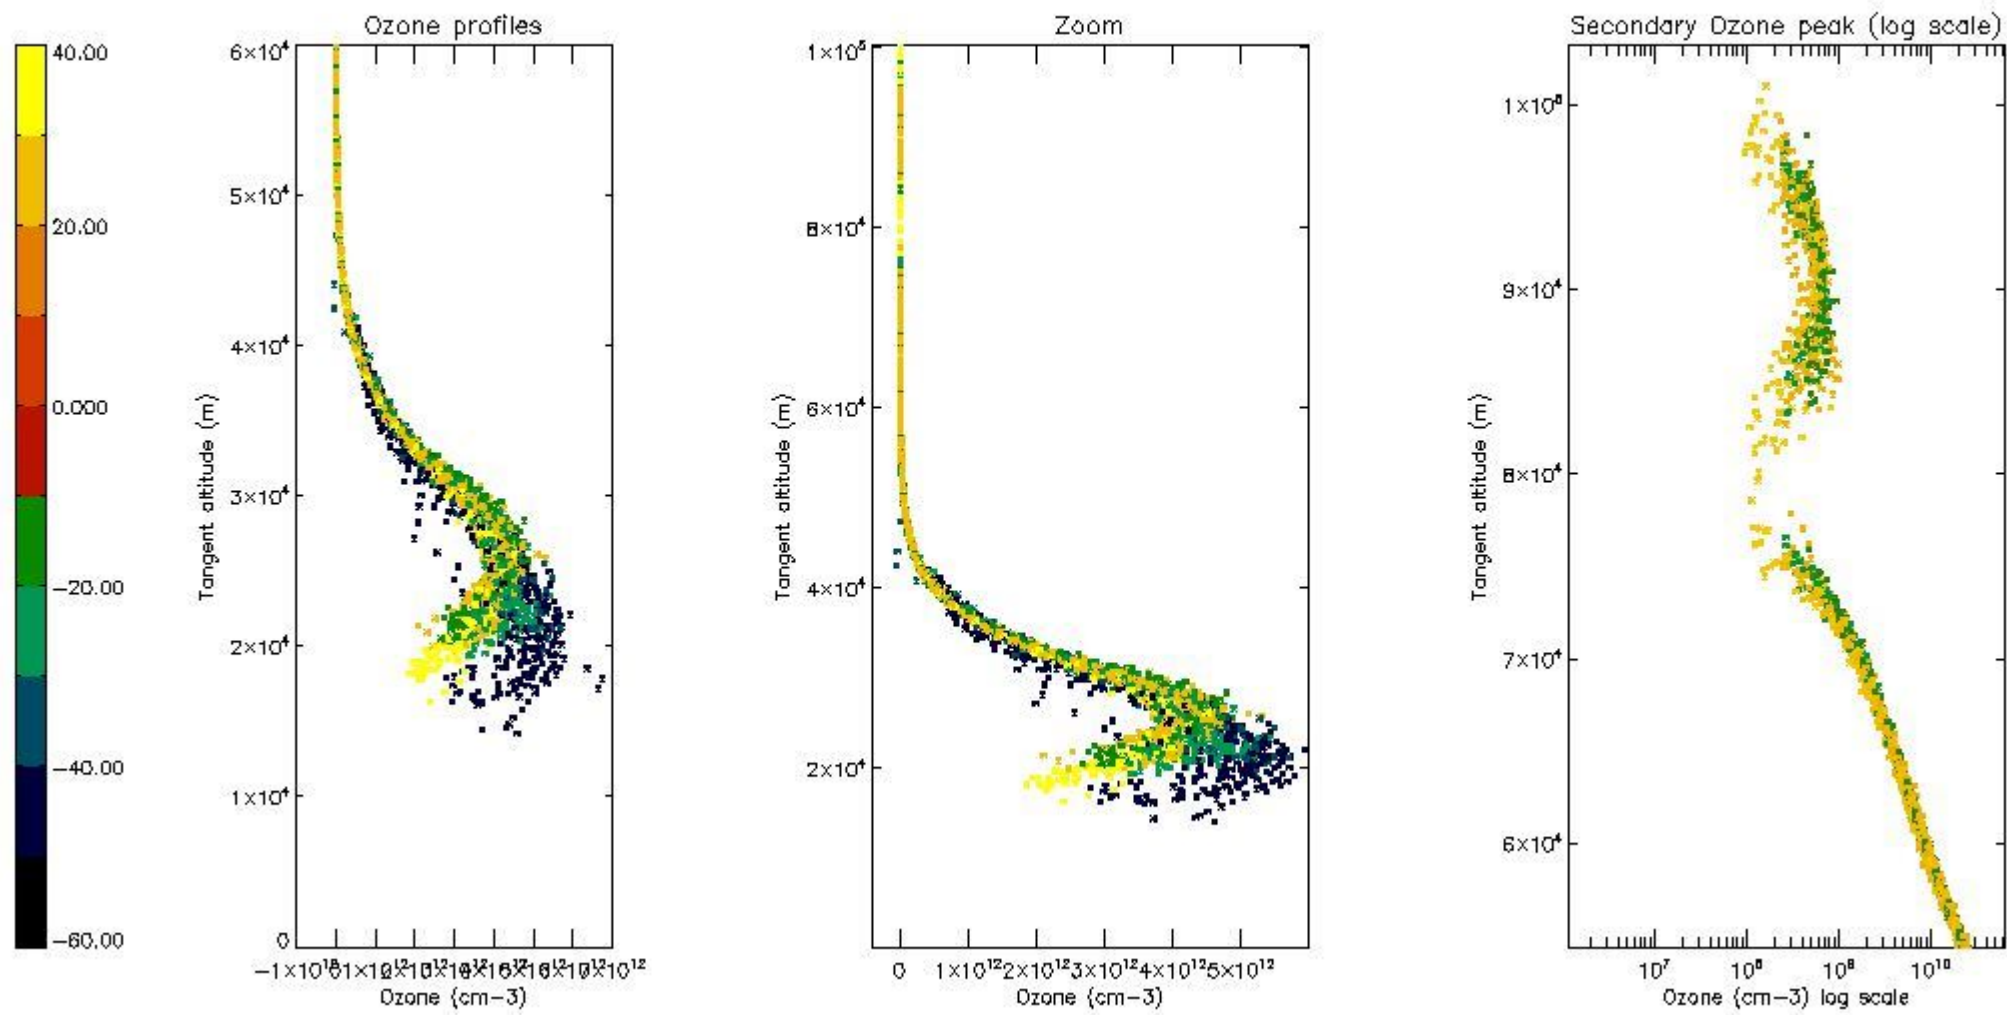 Ozone profiles
Zoom
Secondary Ozone peak (log scale)
40.00
20.00
0.000
−20.00
−40.00
−60.00
6×10⁴
5×10⁴
4×10⁴
3×10⁴
2×10⁴
1×10⁴
0
Tangent altitude (m)
Ozone (cm−3)
1×10⁵
8×10⁴
6×10⁴
4×10⁴
2×10⁴
Tangent altitude (m)
0 1×10¹² 2×10¹² 3×10¹² 4×10¹² 5×10¹²
Ozone (cm−3)
9×10⁴
8×10⁴
7×10⁴
6×10⁴
Tangent altitude (m)
10⁷ 10⁸ 10⁹ 10¹⁰
Ozone (cm−3) log scale